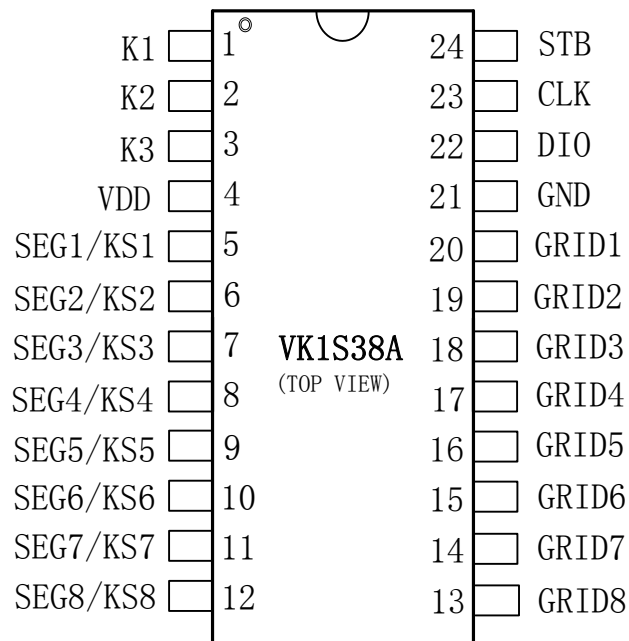 K1 1 24 STB
K2 2 23 CLK
K3 3 22 DIO
VDD 4 21 GND
SEG1/KS1 5 20 GRID1
SEG2/KS2 6 19 GRID2
SEG3/KS3 7 VK1S38A 18 GRID3
(TOP VIEW)
SEG4/KS4 8 17 GRID4
SEG5/KS5 9 16 GRID5
SEG6/KS6 10 15 GRID6
SEG7/KS7 11 14 GRID7
SEG8/KS8 12 13 GRID8